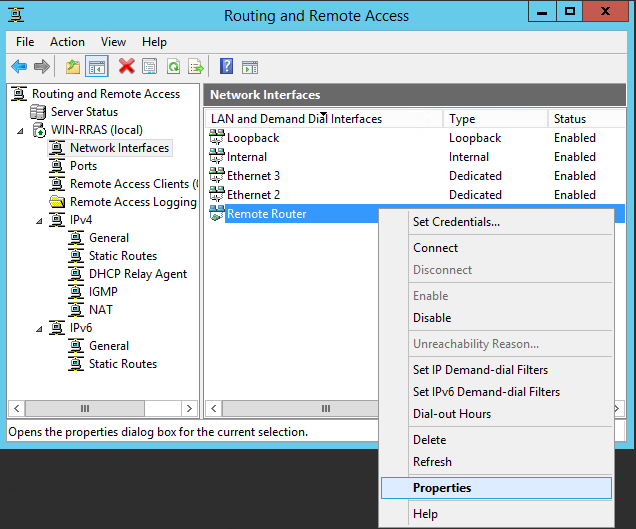 Routing and Remote Access
File Action View Help
Routing and Remote Access
Server Status
WIN-RRAS (local)
Network Interfaces
Ports
Remote Access Clients (
Remote Access Logging
IPv4
General
Static Routes
DHCP Relay Agent
IGMP
NAT
IPv6
General
Static Routes
Network Interfaces
LAN and Demand Dial Interfaces Type Status
Loopback Loopback Enabled
Internal Internal Enabled
Ethernet 3 Dedicated Enabled
Ethernet 2 Dedicated Enabled
Remote Router
Set Credentials...
Connect
Disconnect
Enable
Disable
Unreachability Reason...
Set IP Demand-dial Filters
Set IPv6 Demand-dial Filters
Dial-out Hours
Delete
Refresh
Properties
Help
Opens the properties dialog box for the current selection.